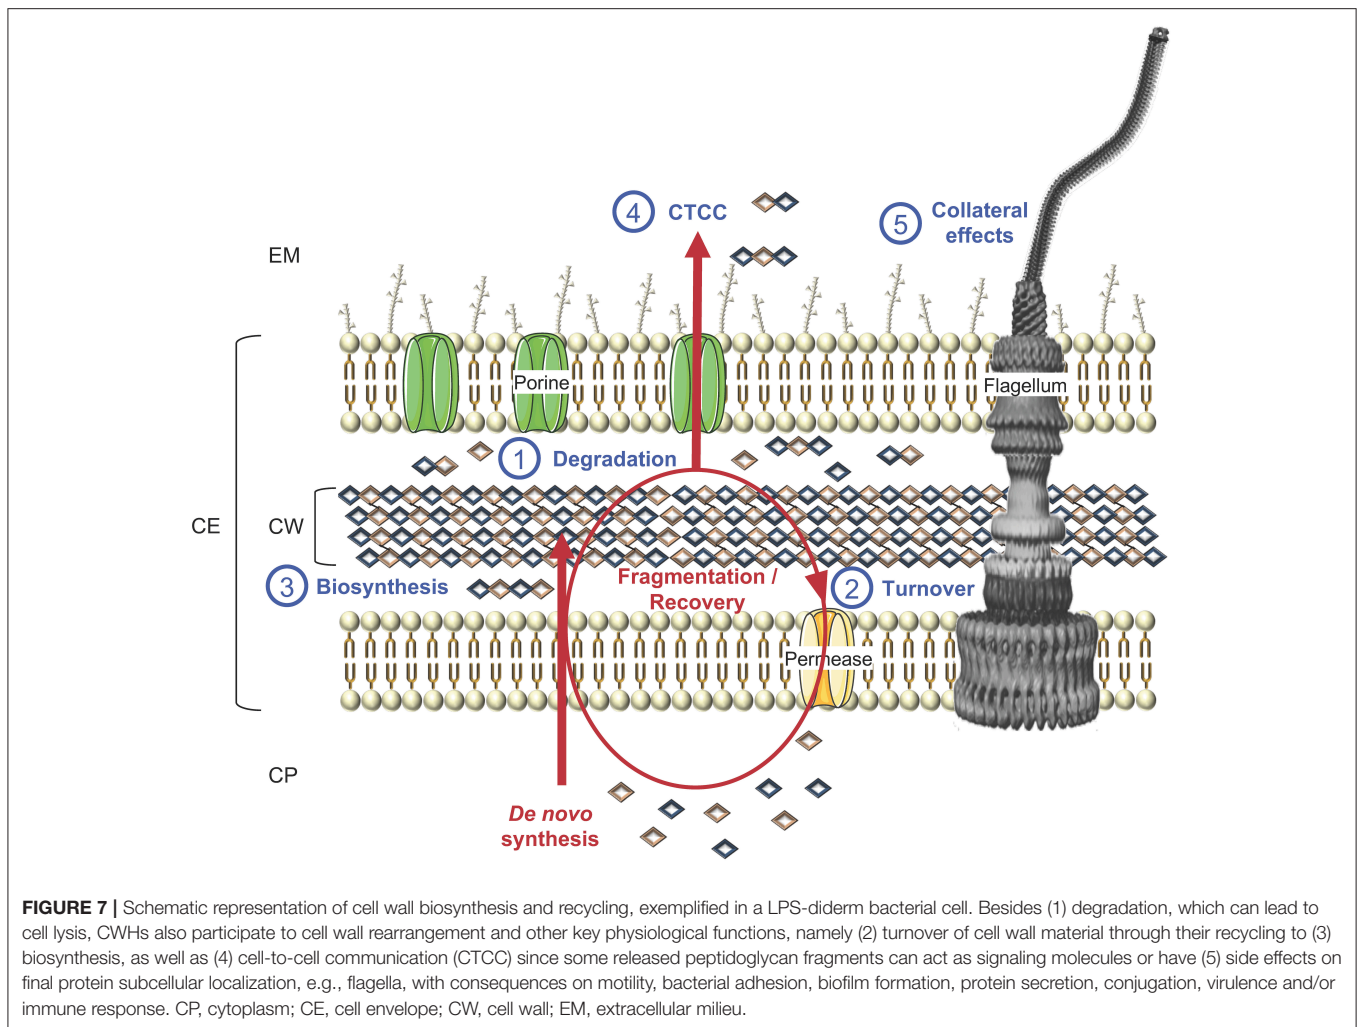 4 CTCC
5 Collateral
effects
EM
Porine
Flagellum
1 Degradation
CE
CW
3 Biosynthesis
Fragmentation /
Recovery
2 Turnover
Permease
CP
De novo
synthesis
FIGURE 7 | Schematic representation of cell wall biosynthesis and recycling, exemplified in a LPS-diderm bacterial cell. Besides (1) degradation, which can lead to
cell lysis, CWHs also participate to cell wall rearrangement and other key physiological functions, namely (2) turnover of cell wall material through their recycling to (3)
biosynthesis, as well as (4) cell-to-cell communication (CTCC) since some released peptidoglycan fragments can act as signaling molecules or have (5) side effects on
final protein subcellular localization, e.g., flagella, with consequences on motility, bacterial adhesion, biofilm formation, protein secretion, conjugation, virulence and/or
immune response. CP, cytoplasm; CE, cell envelope; CW, cell wall; EM, extracellular milieu.